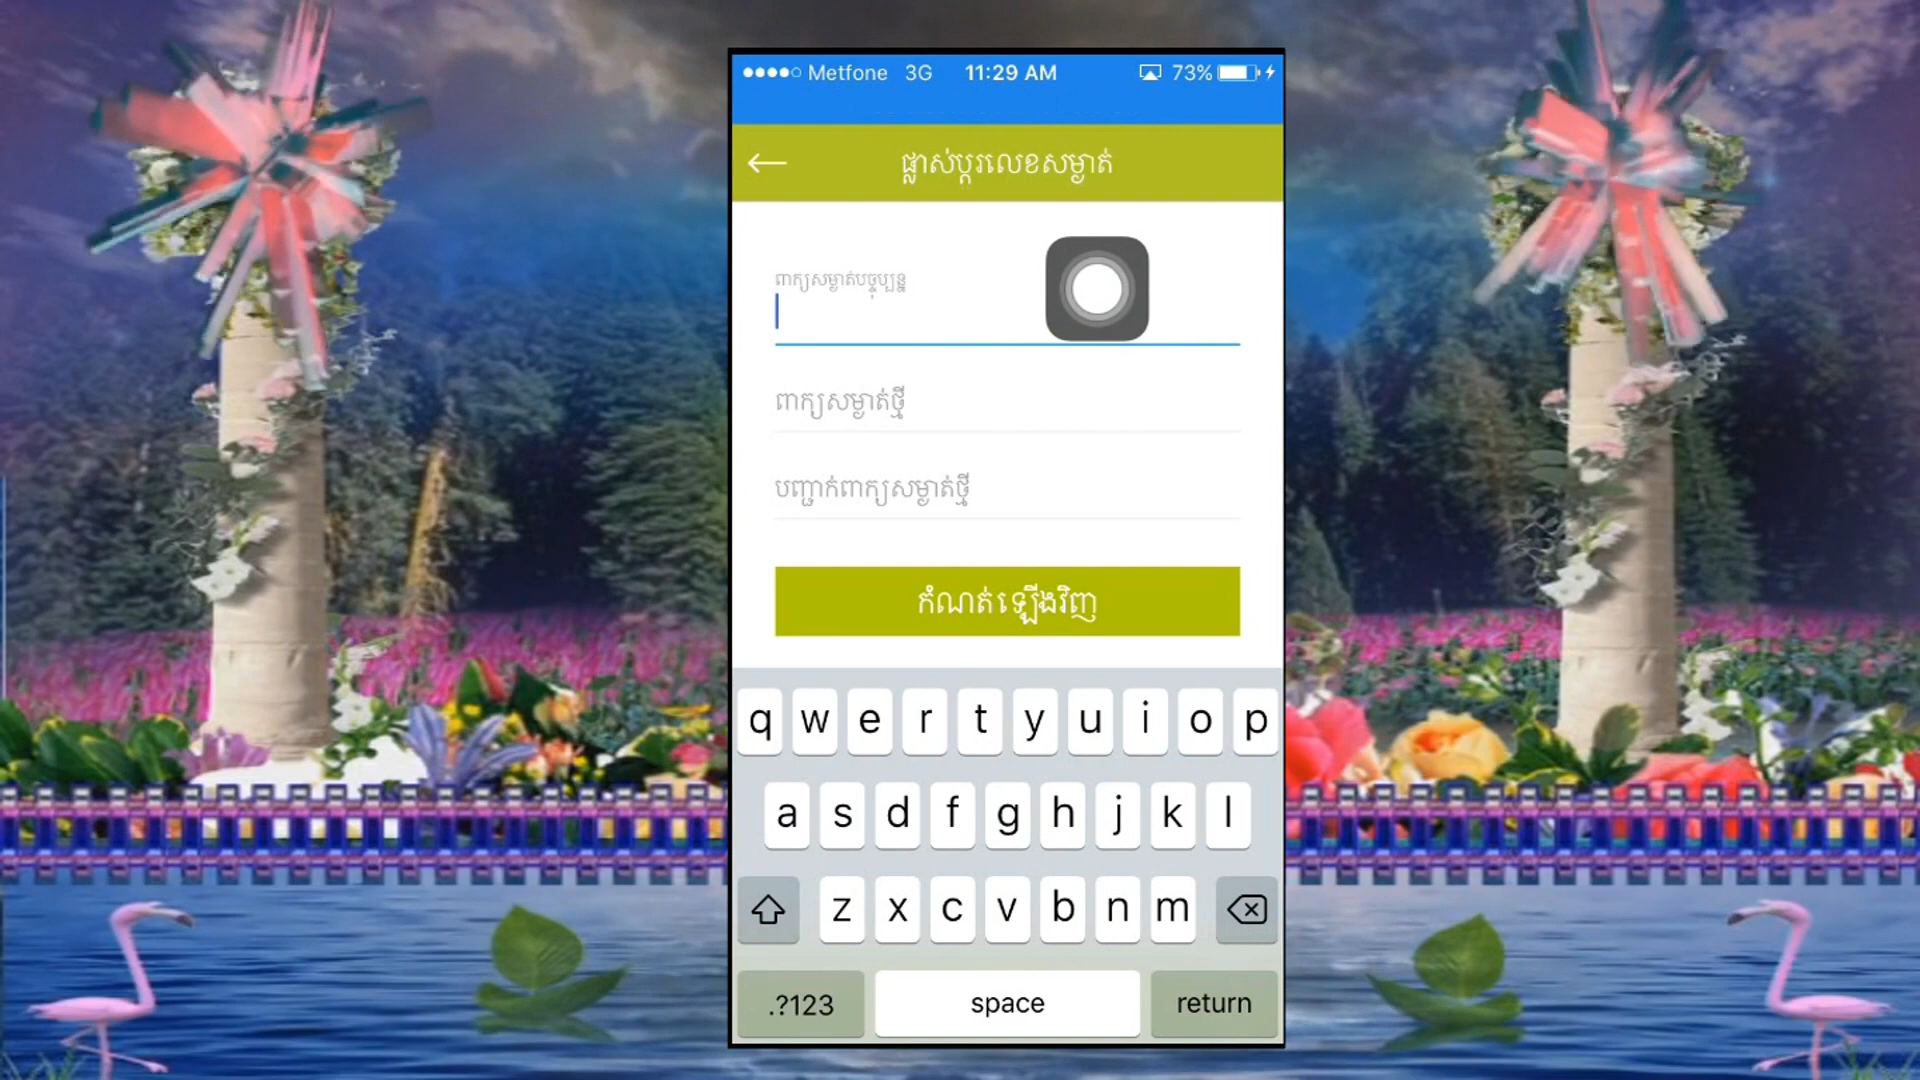 Metfone 3G 11:29 AM 73%
ផ្លាស់ប្ដូរលេខសម្ងាត់
ពាក្យសម្ងាត់បច្ចុប្បន្ន
ពាក្យសម្ងាត់ថ្មី
បញ្ជាក់ពាក្យសម្ងាត់ថ្មី
កំណត់ឡើងវិញ
q w e r t y u i o p
a s d f g h j k l
z x c v b n m
.?123 space return